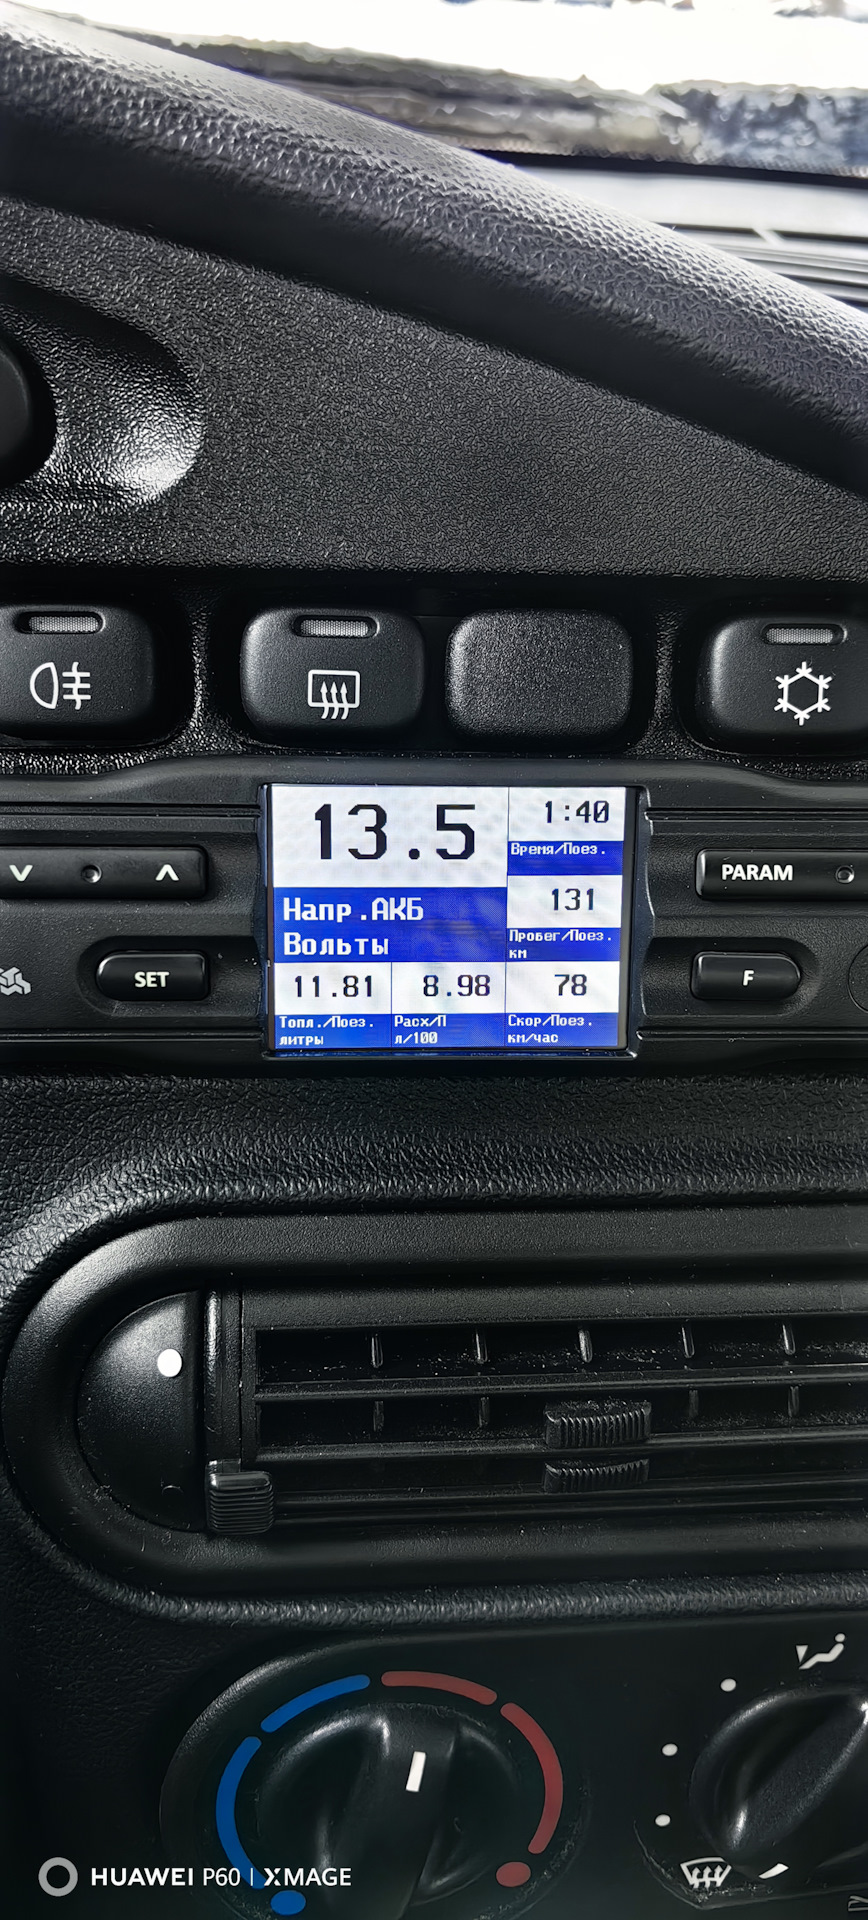 13.5
1:40
Время/Поез.
Напр.АКБ
Вольты
131
Пробег/Поез.
км
11.81
8.98
78
Топл./Поез.
литры
Расх/П
л/100
Скор/Поез.
км/час
PARAM
SET
F
HUAWEI P60 | XMAGE